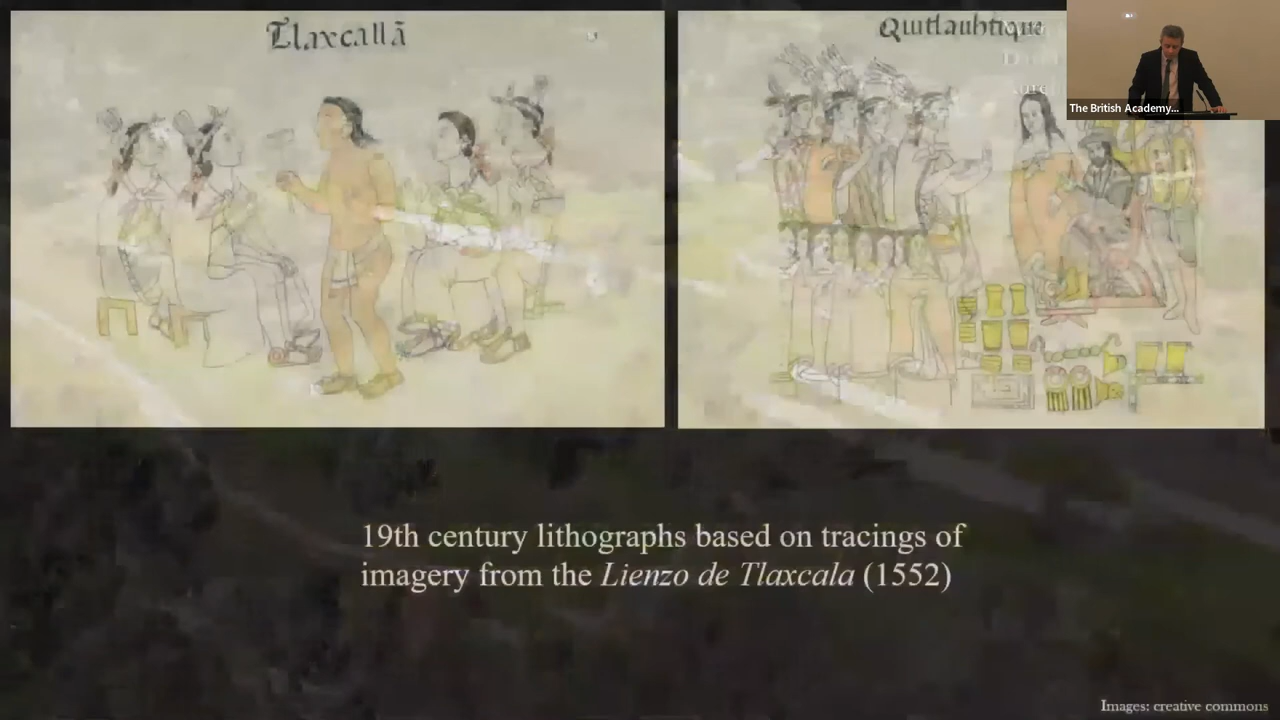 Tlaxcallā
Quitlauhtique
The British Academy...
19th century lithographs based on tracings of
imagery from the Lienzo de Tlaxcala (1552)
Images: creative commons